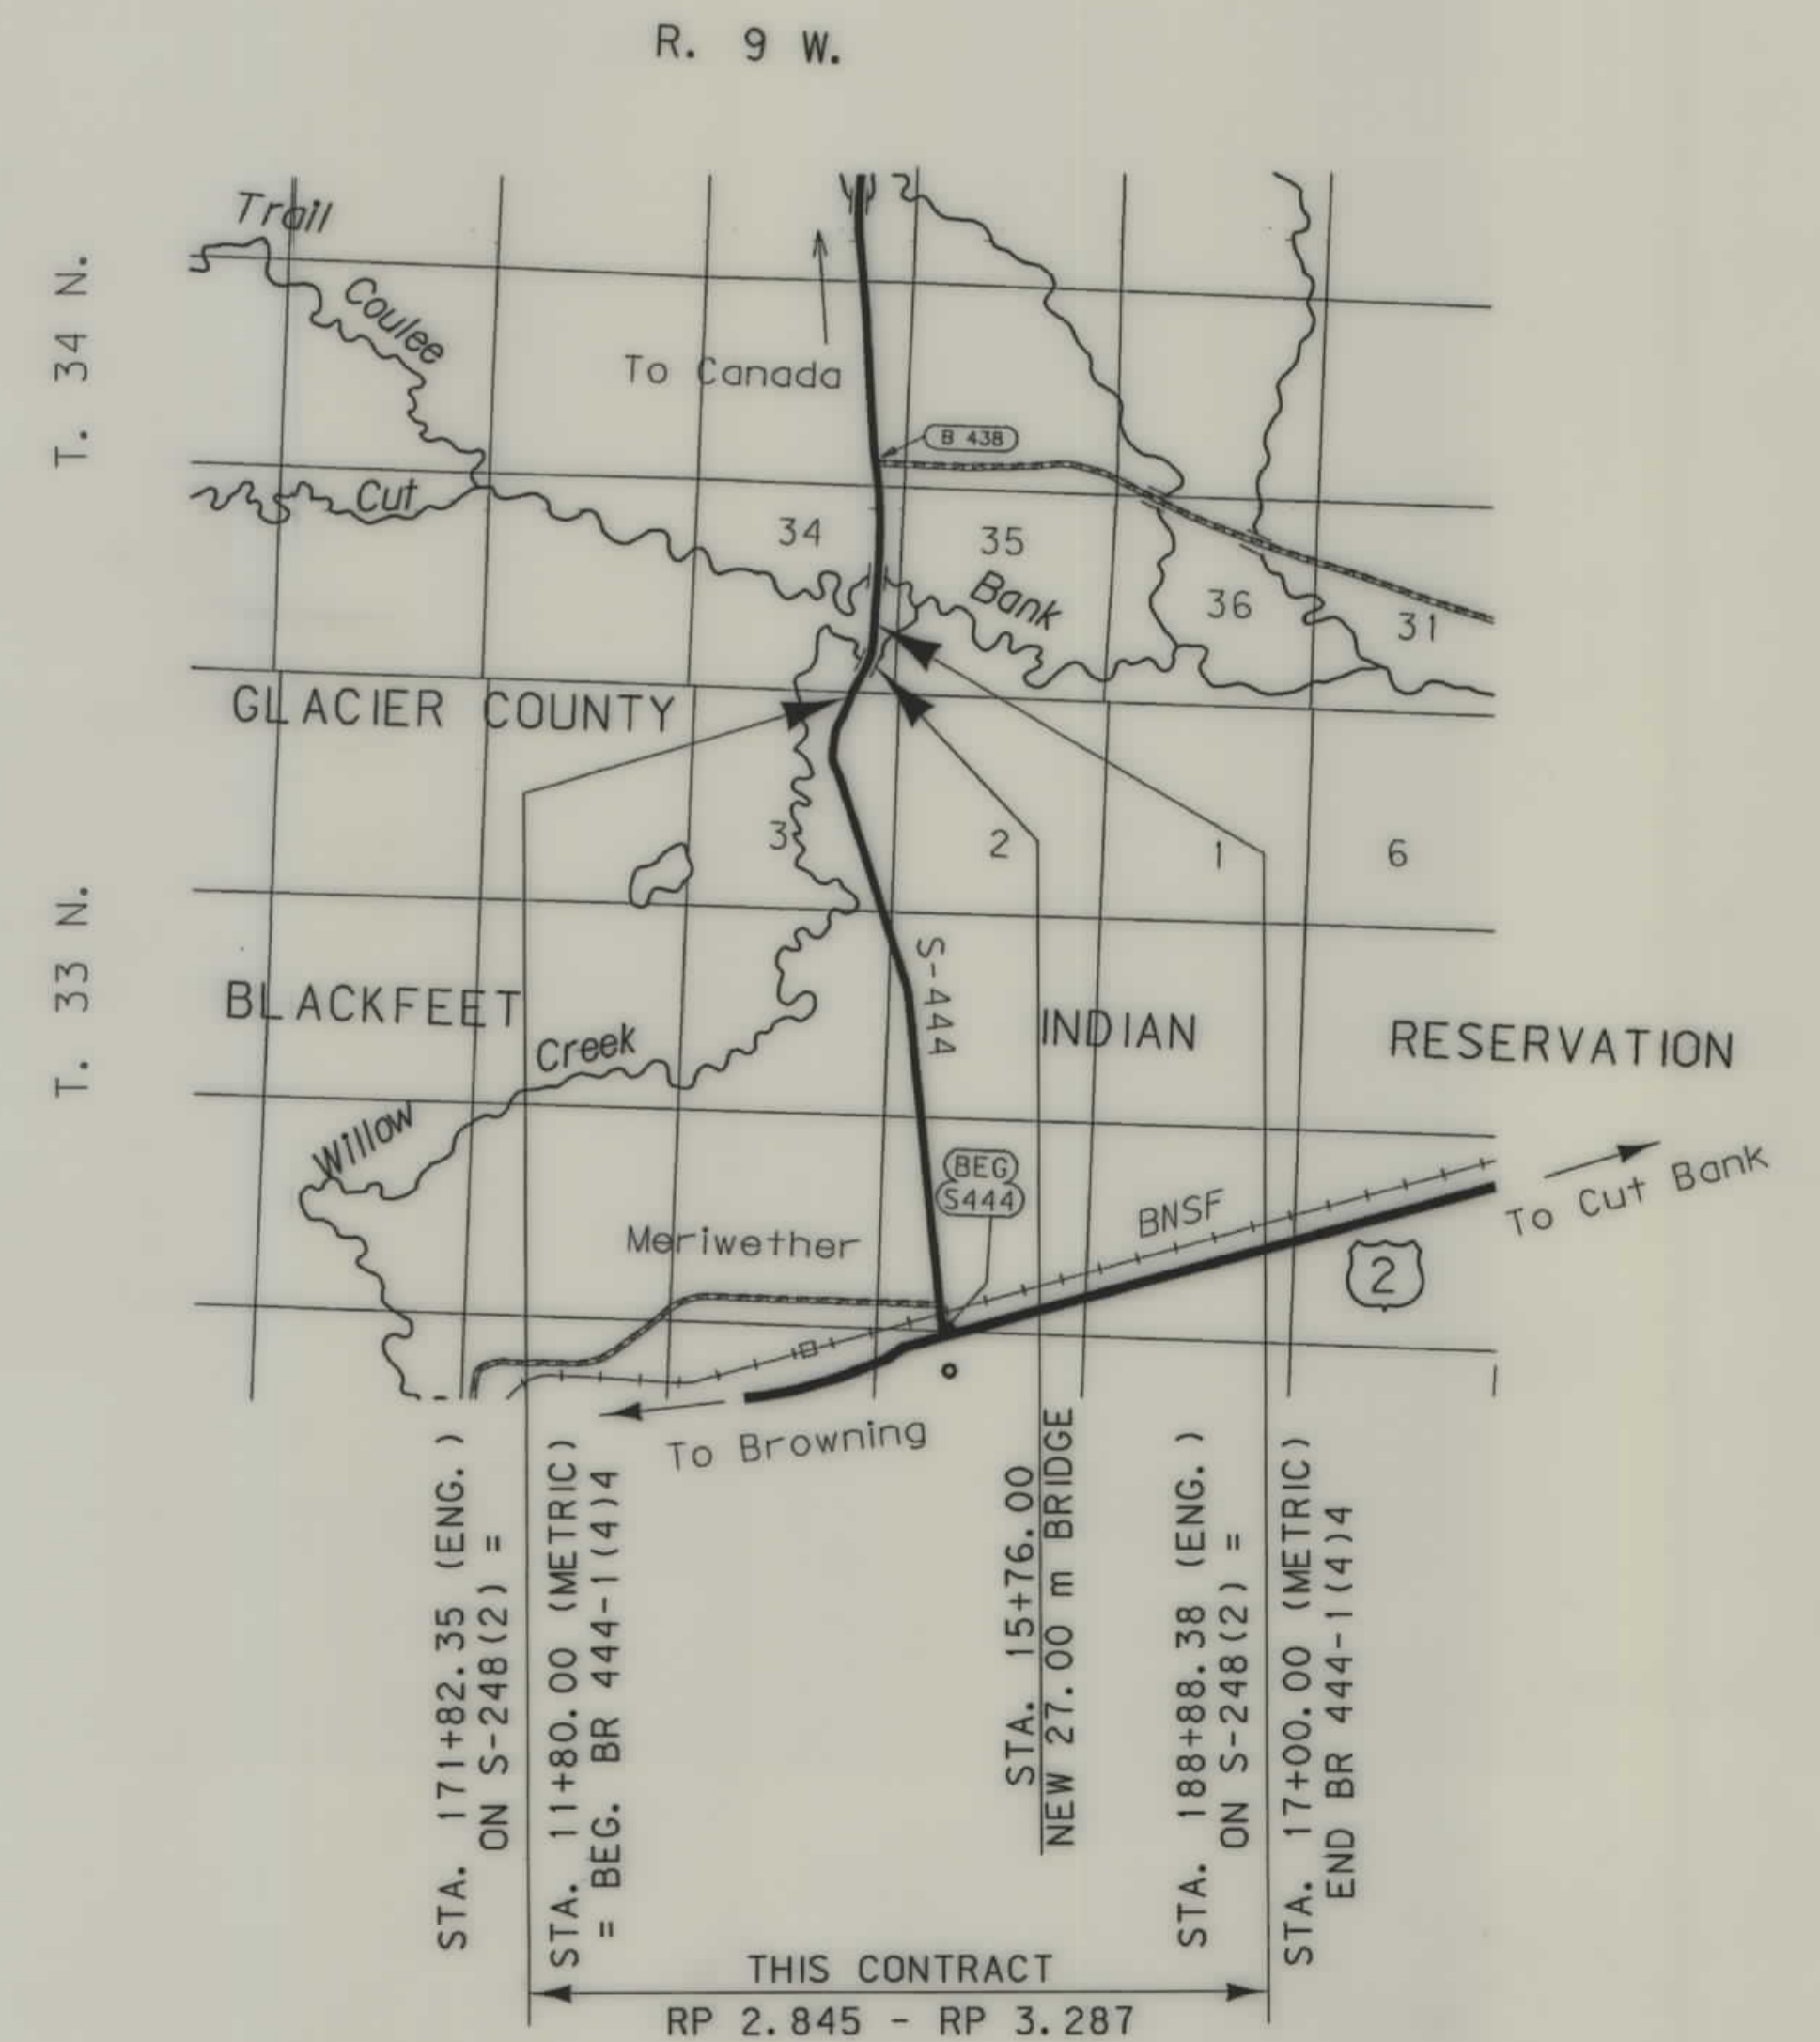 R. 9 W.
T. 34 N.
Trail
Coulee
To Canada
B 438
Cut
34
35
Bank
36
31
GLACIER COUNTY
3
2
1
6
T. 33 N.
S-444
BLACKFEET INDIAN RESERVATION
Creek
Willow
BEG
S444
Meriwether
BNSF
To Cut Bank
2
To Browning
STA. 171+82.35 (ENG.)
ON S-248(2) =
STA. 11+80.00 (METRIC)
= BEG. BR 444-1(4)4
STA. 15+76.00
NEW 27.00 m BRIDGE
STA. 188+88.38 (ENG.)
ON S-248(2) =
STA. 17+00.00 (METRIC)
END BR 444-1(4)4
THIS CONTRACT
RP 2.845 - RP 3.287